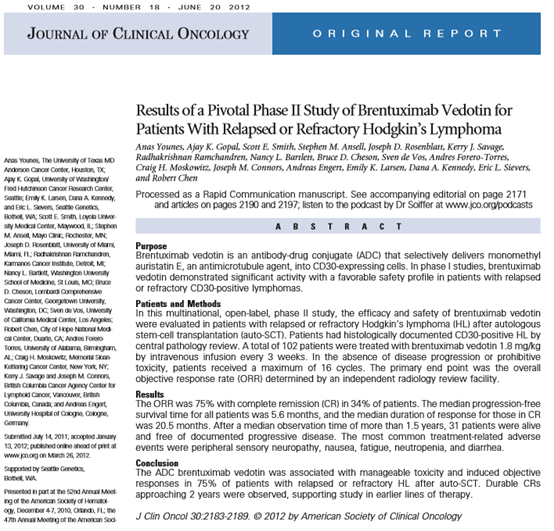 VOLUME 30 · NUMBER 18 · JUNE 20 2012
JOURNAL OF CLINICAL ONCOLOGY
ORIGINAL REPORT
Results of a Pivotal Phase II Study of Brentuximab Vedotin for
Patients With Relapsed or Refractory Hodgkin's Lymphoma
Anas Younes, Ajay K. Gopal, Scott E. Smith, Stephen M. Ansell, Joseph D. Rosenblatt, Kerry J. Savage,
Radhakrishnan Ramchandren, Nancy L. Bartlett, Bruce D. Cheson, Sven de Vos, Andres Forero-Torres,
Craig H. Moskowitz, Joseph M. Connors, Andreas Engert, Emily K. Larsen, Dana A. Kennedy, Eric L. Sievers,
and Robert Chen
Processed as a Rapid Communication manuscript. See accompanying editorial on page 2171
and articles on pages 2190 and 2197; listen to the podcast by Dr Soiffer at www.jco.org/podcasts
Anas Younes, The University of Texas MD
Anderson Cancer Center, Houston, TX;
Ajay K. Gopal, University of Washington/
Fred Hutchinson Cancer Research Center,
Seattle; Emily K. Larsen, Dana A. Kennedy,
and Eric L. Sievers, Seattle Genetics,
Bothell, WA; Scott E. Smith, Loyola Univer-
sity Medical Center, Maywood, IL; Stephen
M. Ansell, Mayo Clinic, Rochester, MN;
Joseph D. Rosenblatt, University of Miami,
Miami, FL; Radhakrishnan Ramchandren,
Karmanos Cancer Institute, Detroit, MI;
Nancy L. Bartlett, Washington University
School of Medicine, St Louis, MO; Bruce
D. Cheson, Lombardi Comprehensive
Cancer Center, Georgetown University,
Washington, DC; Sven de Vos, University
of California Medical Center, Los Angeles;
Robert Chen, City of Hope National Medi-
cal Center, Duarte, CA; Andres Forero-
Torres, University of Alabama, Birmingham,
AL; Craig H. Moskowitz, Memorial Sloan-
Kettering Cancer Center, New York, NY;
Kerry J. Savage and Joseph M. Connors,
British Columbia Cancer Agency Center for
Lymphoid Cancer, Vancouver, British
Columbia, Canada; and Andreas Engert,
University Hospital of Cologne, Cologne,
Germany.
Submitted July 14, 2011; accepted January
13, 2012; published online ahead of print at
www.jco.org on March 26, 2012.
Supported by Seattle Genetics,
Bothell, WA.
Presented in part at the 52nd Annual Meet-
ing of the American Society of Hematol-
ogy, December 4-7, 2010, Orlando, FL; the
47th Annual Meeting of the American Soci-
ABSTRACT
Purpose
Brentuximab vedotin is an antibody-drug conjugate (ADC) that selectively delivers monomethyl
auristatin E, an antimicrotubule agent, into CD30-expressing cells. In phase I studies, brentuximab
vedotin demonstrated significant activity with a favorable safety profile in patients with relapsed
or refractory CD30-positive lymphomas.
Patients and Methods
In this multinational, open-label, phase II study, the efficacy and safety of brentuximab vedotin
were evaluated in patients with relapsed or refractory Hodgkin's lymphoma (HL) after autologous
stem-cell transplantation (auto-SCT). Patients had histologically documented CD30-positive HL by
central pathology review. A total of 102 patients were treated with brentuximab vedotin 1.8 mg/kg
by intravenous infusion every 3 weeks. In the absence of disease progression or prohibitive
toxicity, patients received a maximum of 16 cycles. The primary end point was the overall
objective response rate (ORR) determined by an independent radiology review facility.
Results
The ORR was 75% with complete remission (CR) in 34% of patients. The median progression-free
survival time for all patients was 5.6 months, and the median duration of response for those in CR
was 20.5 months. After a median observation time of more than 1.5 years, 31 patients were alive
and free of documented progressive disease. The most common treatment-related adverse
events were peripheral sensory neuropathy, nausea, fatigue, neutropenia, and diarrhea.
Conclusion
The ADC brentuximab vedotin was associated with manageable toxicity and induced objective
responses in 75% of patients with relapsed or refractory HL after auto-SCT. Durable CRs
approaching 2 years were observed, supporting study in earlier lines of therapy.
J Clin Oncol 30:2183-2189. © 2012 by American Society of Clinical Oncology